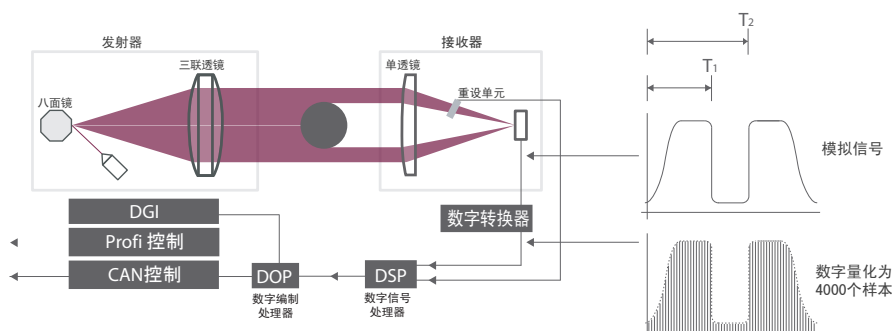 发射器
接收器
三联透镜
单透镜
八面镜
重设单元
T2
T1
模拟信号
DGI
数字转换器
Profi 控制
CAN控制
DOP
DSP
数字编制
处理器
数字信号
处理器
数字量化为
4000个样本